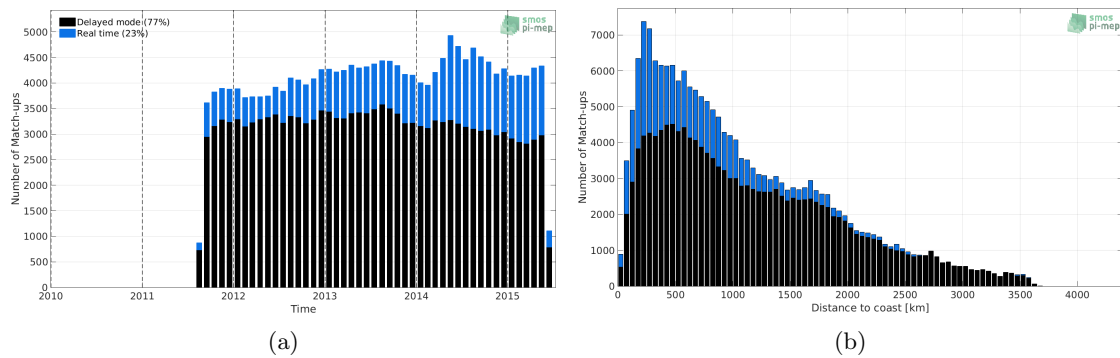 Delayed mode (77%)
Real time (23%)
smos
pi-mep
Number of Match-ups
5000
4500
4000
3500
3000
2500
2000
1500
1000
500
0
2010 2011 2012 2013 2014 2015
Time
(a)
smos
pi-mep
Number of Match-ups
7000
6000
5000
4000
3000
2000
1000
0
0 500 1000 1500 2000 2500 3000 3500 4000
Distance to coast [km]
(b)